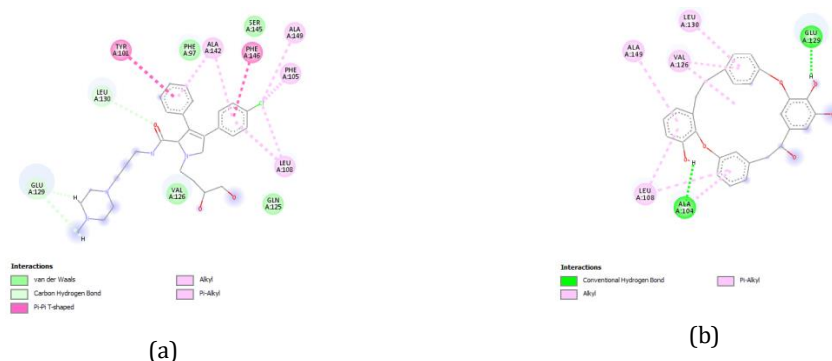 SER
A:145
TYR
A:101
PHE
A:97
ALA
A:142
PHE
A:146
ALA
A:149
PHE
A:105
LEU
A:130
LEU
A:108
GLU
A:129
VAL
A:126
GLN
A:125
H
H
Interactions
van der Waals
Carbon Hydrogen Bond
Pi-Pi T-shaped
Alkyl
Pi-Alkyl
(a)
LEU
A:130
GLU
A:129
ALA
A:149
VAL
A:126
H
H
LEU
A:108
ALA
A:104
Interactions
Conventional Hydrogen Bond
Alkyl
Pi-Alkyl
(b)